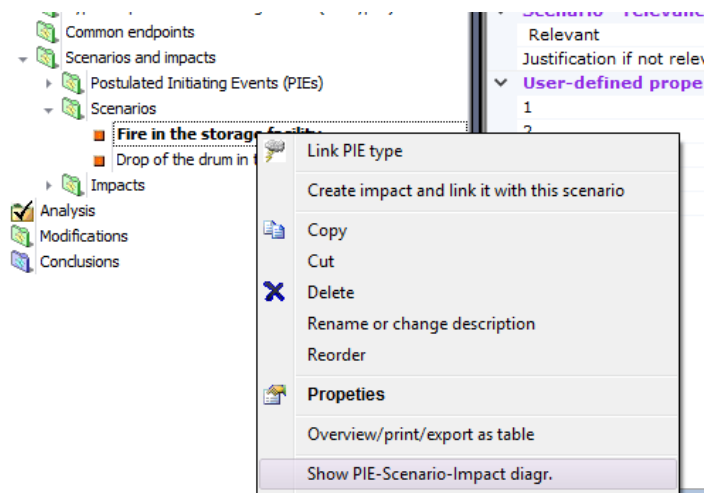 Common endpoints
Scenarios and impacts
Postulated Initiating Events (PIEs)
Scenarios
Fire in the storage facility
Drop of the drum in
Impacts
Analysis
Modifications
Conclusions
Scenario relevance
Relevant
Justification if not relev
User-defined prope
1
2
Link PIE type
Create impact and link it with this scenario
Copy
Cut
Delete
Rename or change description
Reorder
Propeties
Overview/print/export as table
Show PIE-Scenario-Impact diagr.